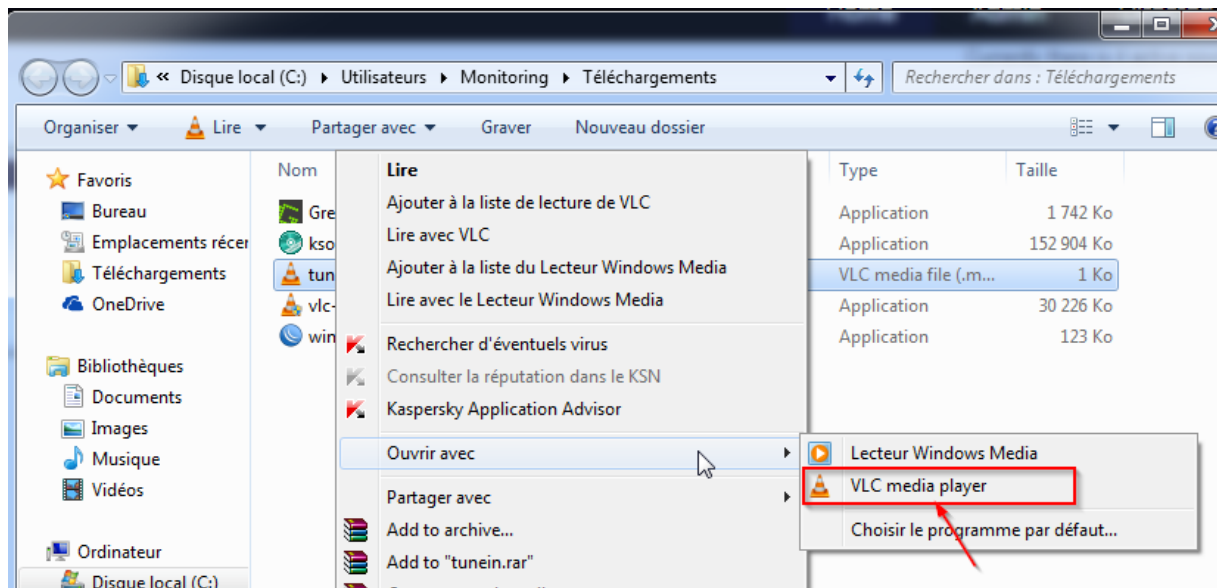 « Disque local (C:) ▸ Utilisateurs ▸ Monitoring ▸ Téléchargements
Rechercher dans : Téléchargements
Organiser Lire Partager avec Graver Nouveau dossier
Favoris
Bureau
Emplacements récer
Téléchargements
OneDrive
Bibliothèques
Documents
Images
Musique
Vidéos
Ordinateur
Disque local (C:)
Nom Type Taille
Gre Application 1 742 Ko
kso Application 152 904 Ko
tun VLC media file (.m... 1 Ko
vlc- Application 30 226 Ko
win Application 123 Ko
Lire
Ajouter à la liste de lecture de VLC
Lire avec VLC
Ajouter à la liste du Lecteur Windows Media
Lire avec le Lecteur Windows Media
Rechercher d'éventuels virus
Consulter la réputation dans le KSN
Kaspersky Application Advisor
Ouvrir avec
Partager avec
Add to archive...
Add to "tunein.rar"
Lecteur Windows Media
VLC media player
Choisir le programme par défaut...